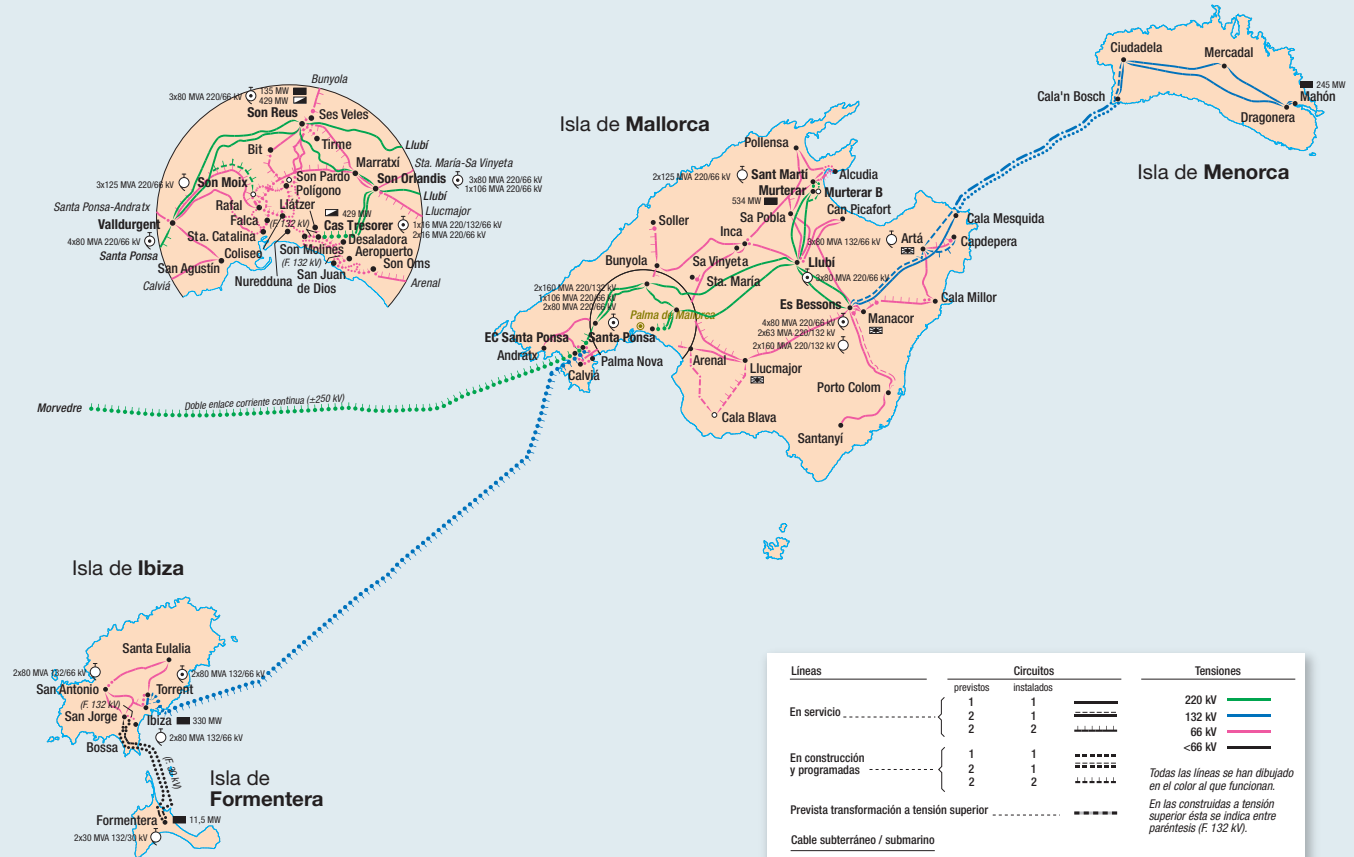 Isla de Mallorca
Isla de Menorca
Isla de Ibiza
Isla de
Formentera
Ciudadela
Mercadal
Cala'n Bosch
245 MW
Mahón
Dragonera
Bunyola
3x80 MVA 220/66 kV
135 MW
429 MW
Son Reus
Ses Veles
Bit
Tirme
Llubí
Marratxí
Sta. María-Sa Vinyeta
3x125 MVA 220/66 kV
Son Moix
Son Pardo
Polígono
Son Orlandis
3x80 MVA 220/66 kV
1x106 MVA 220/66 kV
Llubí
Santa Ponsa-Andratx
Rafal
Llatzer
Llucmajor
Valldurgent
Falca
(F. 132 kV)
429 MW
Cas Tresorer
1x16 MVA 220/132/66 kV
2x16 MVA 220/66 kV
4x80 MVA 220/66 kV
Sta. Catalina
Desaladora
Santa Ponsa
Coliseo
Son Molines
Aeropuerto
San Agustín
(F. 132 kV)
Son Oms
Calviá
Nuredduna
San Juan
de Dios
Arenal
Pollensa
2x125 MVA 220/66 kV
Sant Martí
Alcudia
Murterar
Murterar B
534 MW
Can Picafort
Sa Pobla
Soller
Inca
Cala Mesquida
3x80 MVA 132/66 kV
Artá
Capdepera
Bunyola
Sa Vinyeta
Llubí
Sta. María
3x80 MVA 220/66 kV
2x160 MVA 220/132 kV
1x106 MVA 220/66 kV
2x80 MVA 220/66 kV
Cala Millor
Es Bessons
Palma de Mallorca
4x80 MVA 220/66 kV
2x63 MVA 220/132 kV
Manacor
2x160 MVA 220/132 kV
EC Santa Ponsa
Santa Ponsa
Andratx
Palma Nova
Arenal
Llucmajor
Calviá
Porto Colom
Cala Blava
Santanyí
Morvedre
Doble enlace corriente continua (±250 kV)
Santa Eulalia
2x80 MVA 132/66 kV
2x80 MVA 132/66 kV
San Antonio
Torrent
(F. 132 kV)
San Jorge
Ibiza
330 MW
2x80 MVA 132/66 kV
Bossa
(F. 30 kV)
Formentera
11,5 MW
2x30 MVA 132/30 kV
Líneas
Circuitos
Tensiones
previstos
instalados
En servicio
1 1
2 1
2 2
En construcción
y programadas
1 1
2 1
2 2
Prevista transformación a tensión superior
Cable subterráneo / submarino
220 kV
132 kV
66 kV
<66 kV
Todas las líneas se han dibujado
en el color al que funcionan.
En las construidas a tensión
superior ésta se indica entre
paréntesis (F. 132 kV).